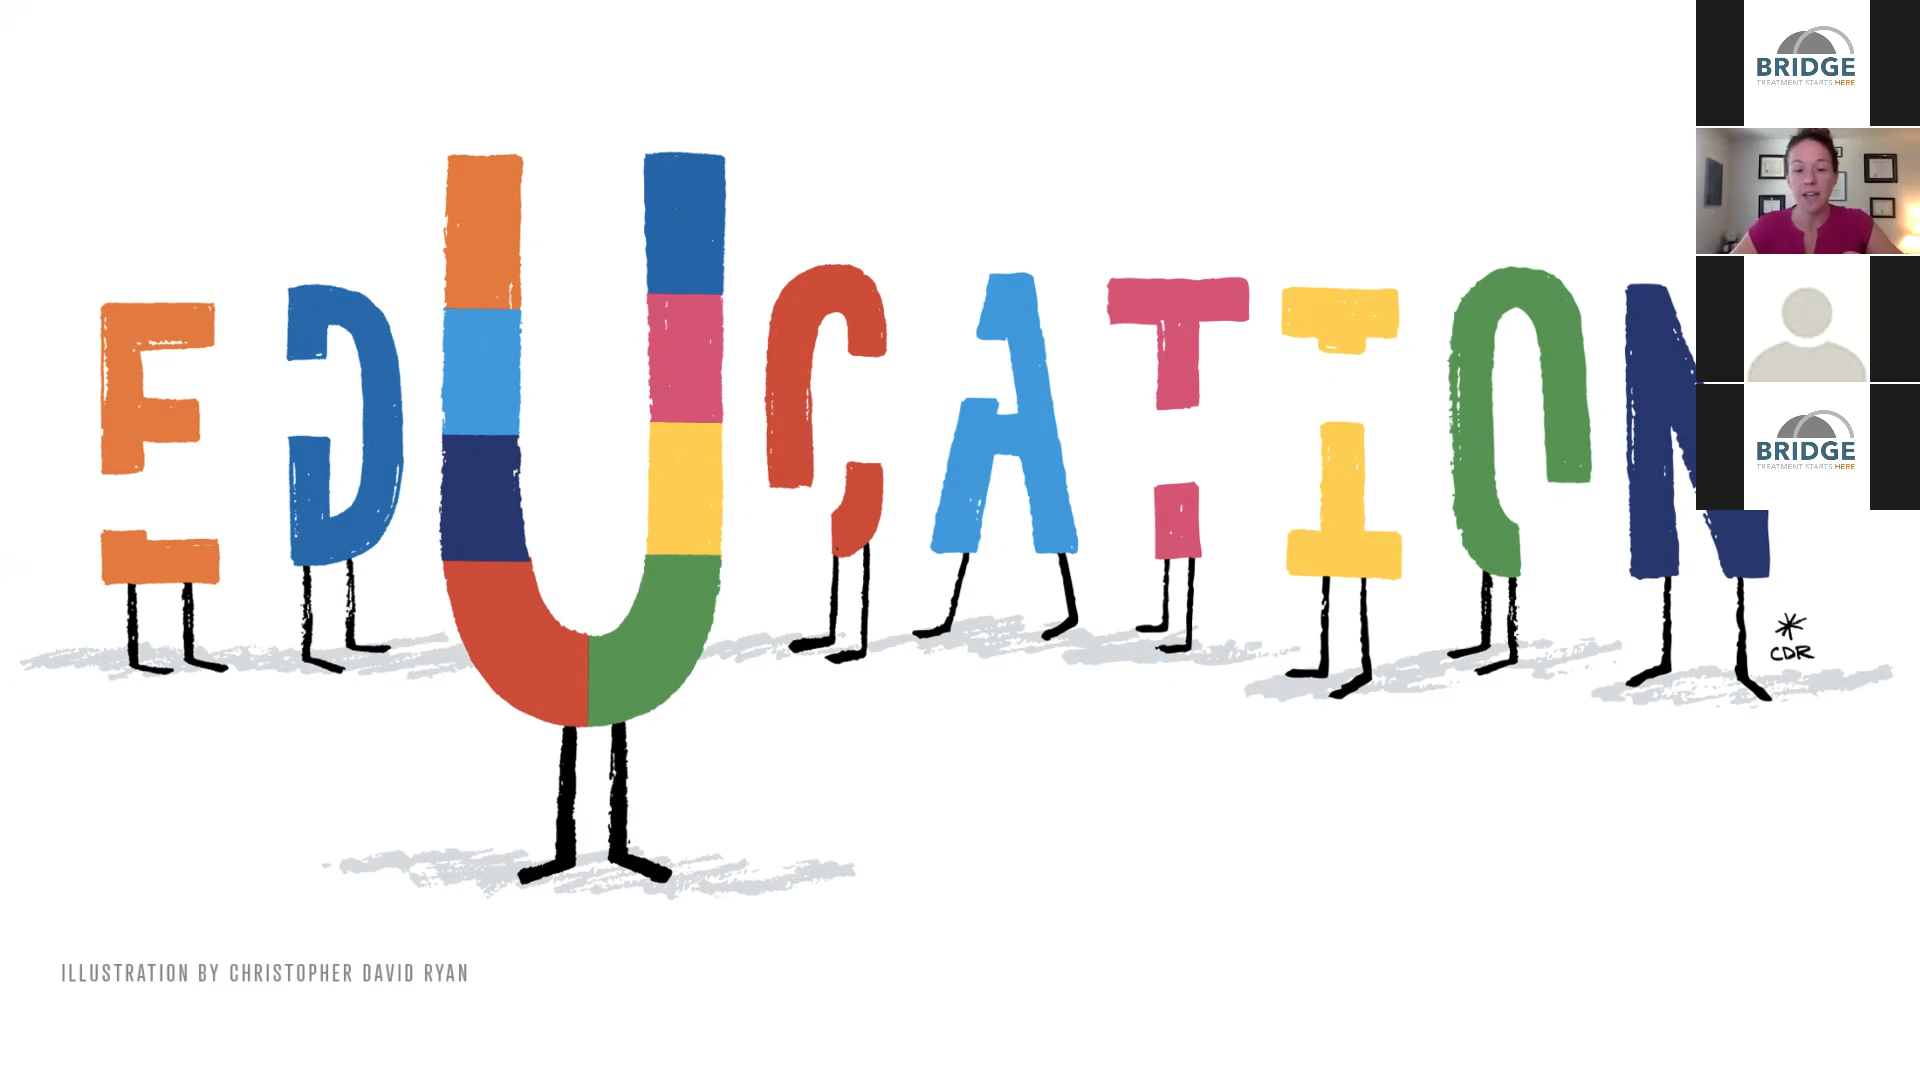 EDUCATION
CDR
ILLUSTRATION BY CHRISTOPHER DAVID RYAN
BRIDGE
TREATMENT STARTS HERE
BRIDGE
TREATMENT STARTS HERE